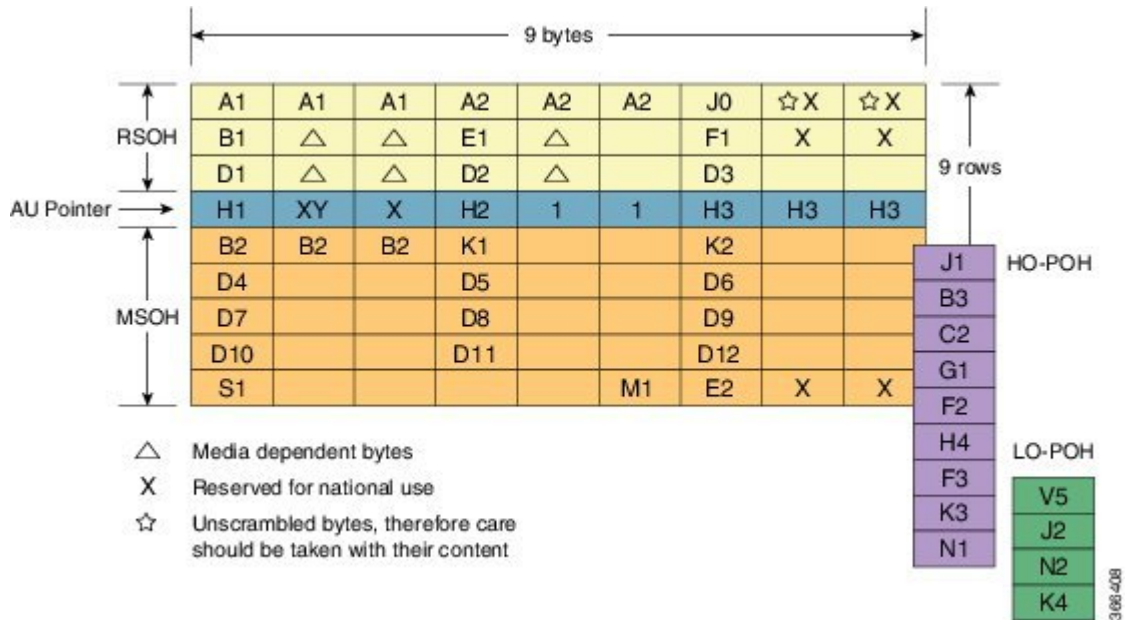 9 bytes
A1 A1 A1 A2 A2 A2 J0 ☆X ☆X
RSOH B1 △ △ E1 △ F1 X X
D1 △ △ D2 △ D3
9 rows
AU Pointer H1 XY X H2 1 1 H3 H3 H3
B2 B2 B2 K1 K2
J1 HO-POH
D4 D5 D6
B3
MSOH D7 D8 D9
C2
D10 D11 D12
G1
S1 M1 E2 X X
F2
△ Media dependent bytes
H4 LO-POH
X Reserved for national use
F3
V5
☆ Unscrambled bytes, therefore care
K3
should be taken with their content
J2
N1
N2
K4
366408